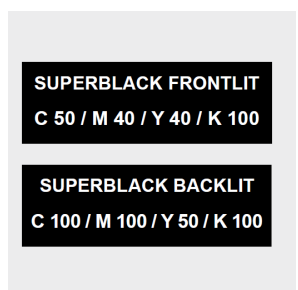 SUPERBLACK FRONTLIT
C 50 / M 40 / Y 40 / K 100
SUPERBLACK BACKLIT
C 100 / M 100 / Y 50 / K 100